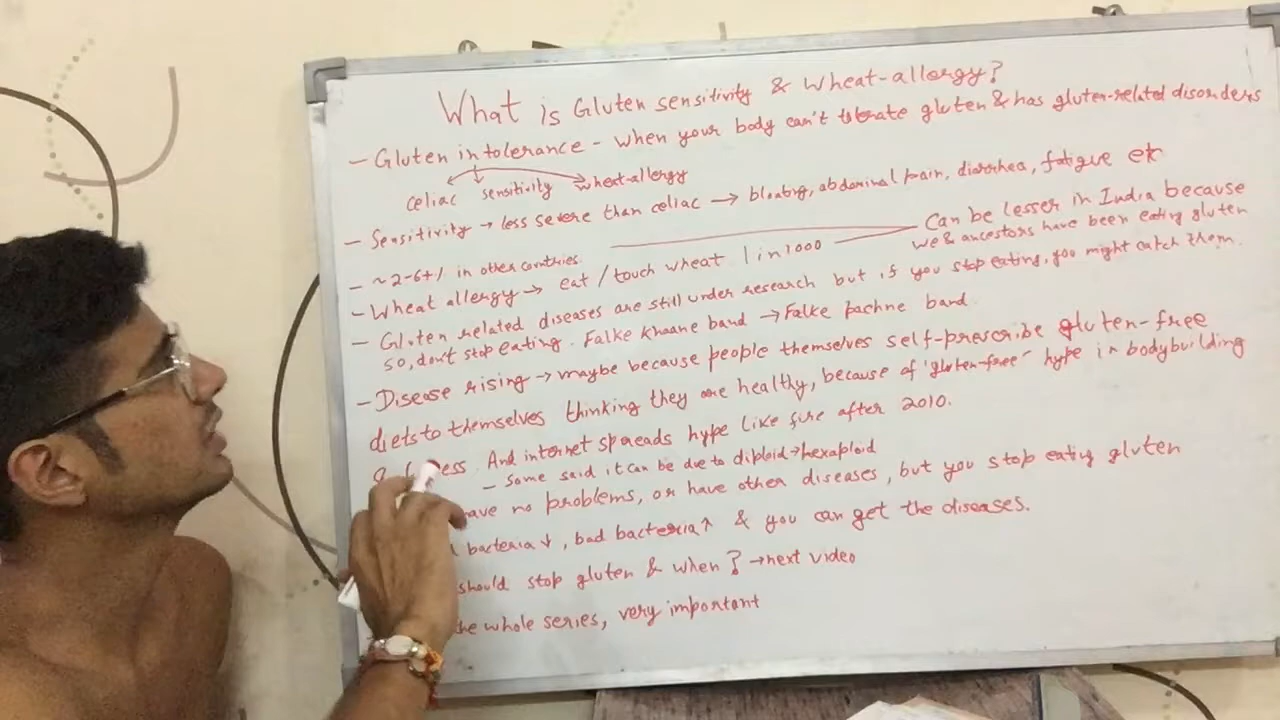 What is Gluten sensitivity & Wheat-allergy?
- Gluten intolerance - when your body can't tolerate gluten & has gluten-related disorders
celiac sensitivity wheat-allergy
- Sensitivity → less severe than celiac → bloating, abdominal pain, diarrhea, fatigue etc
- ~2-6+% in other countries.
Can be lesser in India because
we & ancestors have been eating gluten
- Wheat allergy → eat/touch wheat 1 in 1000
- Gluten related diseases are still under research but if you stop eating, you might catch them.
so, don't stop eating. Falke khaane band → Falke pachne band.
- Disease rising → maybe because people themselves self-prescribe gluten-free
diets to themselves thinking they are healthy, because of "gluten-free" hype in bodybuilding
And internet spreads hype like fire after 2010.
- Some said it can be due to diploid → hexaploid
no problems, or have other diseases, but you stop eating gluten
bacteria ↓, bad bacteria ↑ & you can get the diseases.
should stop gluten & when? → next video
whole series, very important